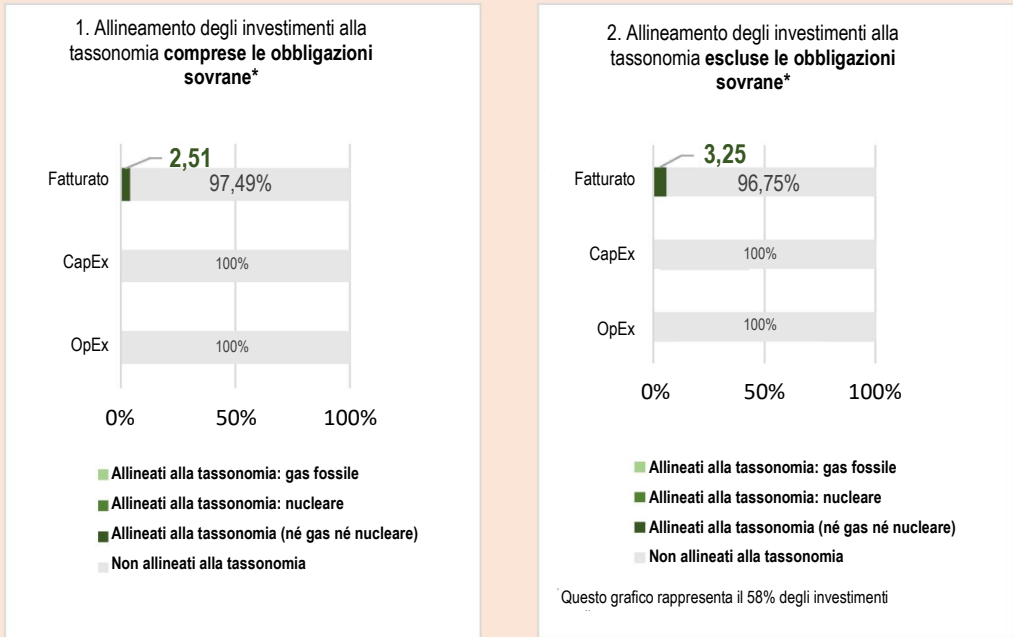 1. Allineamento degli investimenti alla
tassonomia comprese le obbligazioni
sovrane*
2,51
Fatturato
97,49%
CapEx
100%
OpEx
100%
0%
50%
100%
Allineati alla tassonomia: gas fossile
Allineati alla tassonomia: nucleare
Allineati alla tassonomia (né gas né nucleare)
Non allineati alla tassonomia
2. Allineamento degli investimenti alla
tassonomia escluse le obbligazioni
sovrane*
3,25
Fatturato
96,75%
CapEx
100%
OpEx
100%
0%
50%
100%
Allineati alla tassonomia: gas fossile
Allineati alla tassonomia: nucleare
Allineati alla tassonomia (né gas né nucleare)
Non allineati alla tassonomia
Questo grafico rappresenta il 58% degli investimenti